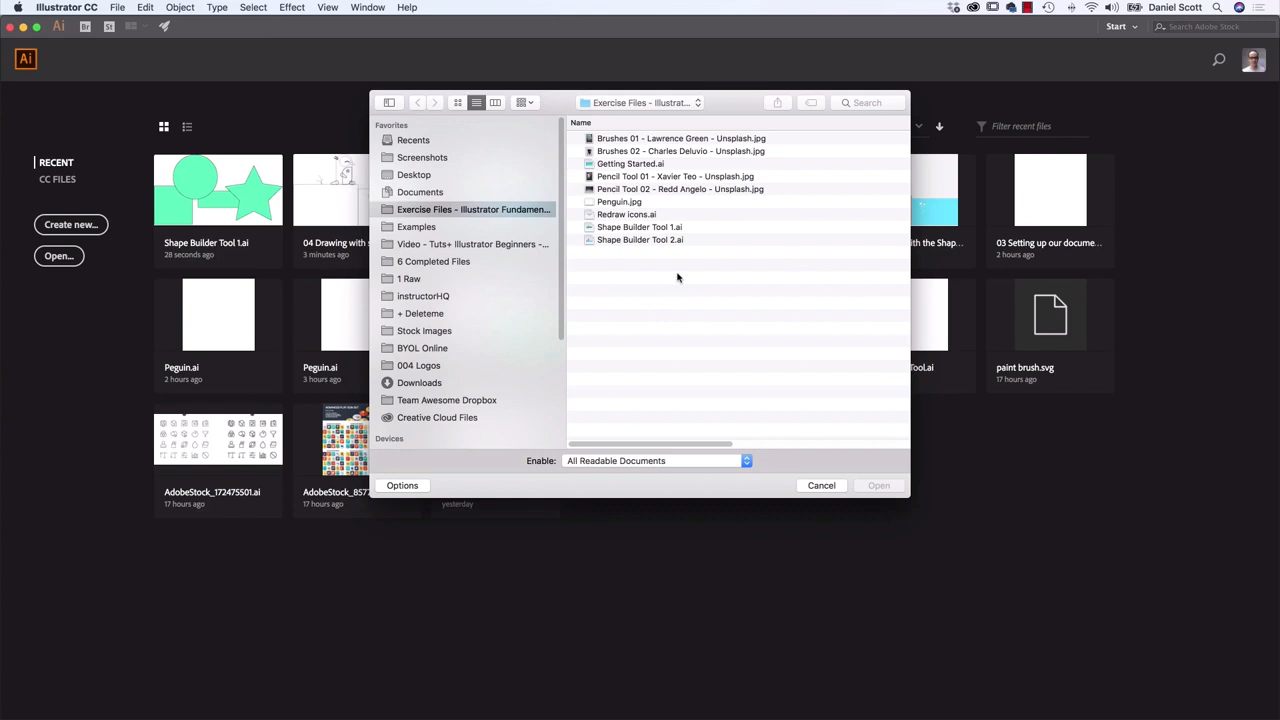 Illustrator CC File Edit Object Type Select Effect View Window Help Daniel Scott
Ai Br St Start Search Adobe Stock
Ai
Exercise Files - Illustrat... Search
Favorites Name
Recents Brushes 01 - Lawrence Green - Unsplash.jpg
Screenshots Brushes 02 - Charles Deluvio - Unsplash.jpg
Desktop Getting Started.ai
Documents Pencil Tool 01 - Xavier Teo - Unsplash.jpg
Exercise Files - Illustrator Fundamen... Pencil Tool 02 - Redd Angelo - Unsplash.jpg
Examples Penguin.jpg
Video - Tuts+ Illustrator Beginners -... Redraw icons.ai
6 Completed Files Shape Builder Tool 1.ai
1 Raw Shape Builder Tool 2.ai
instructorHQ
+ Deleteme
Stock Images
BYOL Online
004 Logos
Downloads
Team Awesome Dropbox
Creative Cloud Files
Devices
Enable: All Readable Documents
Options Cancel Open
Filter recent files
RECENT
CC FILES
Create new...
Open...
Shape Builder Tool 1.ai 04 Drawing with s with the Shap... 03 Setting up our docume...
28 seconds ago 3 minutes ago 2 hours ago
Peguin.ai Peguin.ai Tool.ai paint brush.svg
2 hours ago 3 hours ago 17 hours ago
AdobeStock_172475501.ai AdobeStock_8577
17 hours ago 17 hours ago yesterday